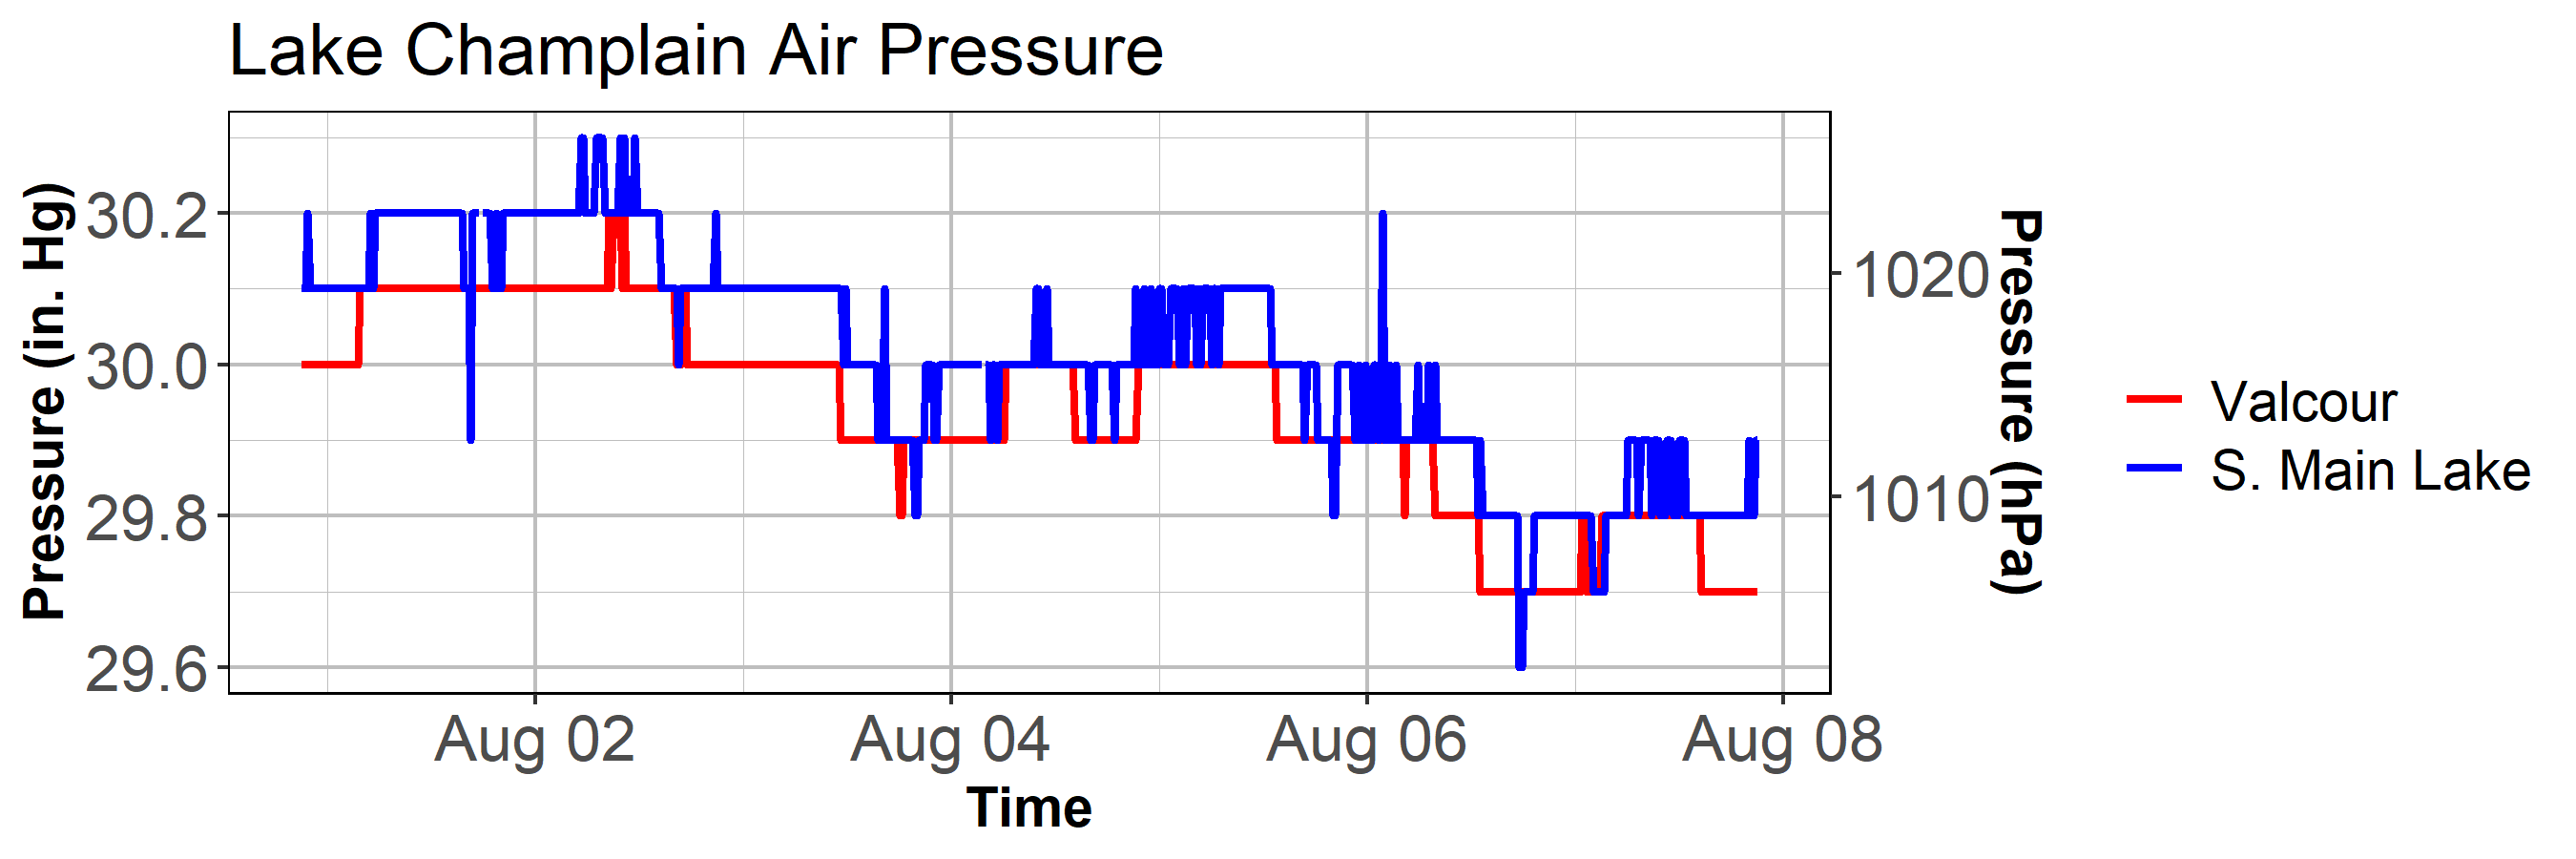 Lake Champlain Air Pressure
Pressure (in. Hg)
30.2
30.0
29.8
29.6
1020
1010
Pressure (hPa)
Valcour
S. Main Lake
Aug 02
Aug 04
Aug 06
Aug 08
Time